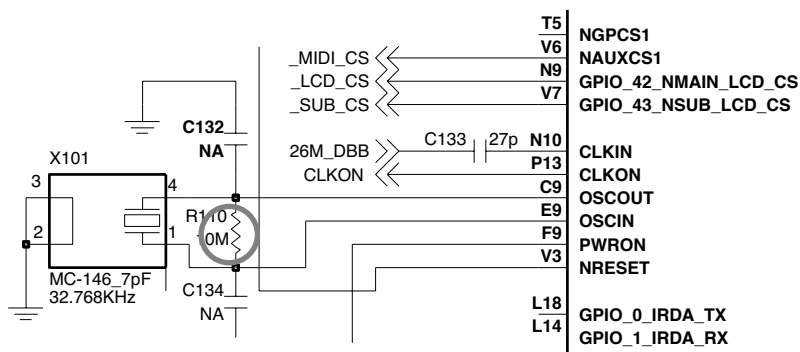 T5 NGPCS1
_MIDI_CS V6 NAUXCS1
_LCD_CS N9 GPIO_42_NMAIN_LCD_CS
_SUB_CS V7 GPIO_43_NSUB_LCD_CS
C132
NA
26M_DBB C133 27p N10 CLKIN
CLKON P13 CLKON
X101
3 4 C9 OSCOUT
R110
10M
E9 OSCIN
2 1 F9 PWRON
V3 NRESET
MC-146_7pF
32.768KHz
C134
NA
L18 GPIO_0_IRDA_TX
L14 GPIO_1_IRDA_RX